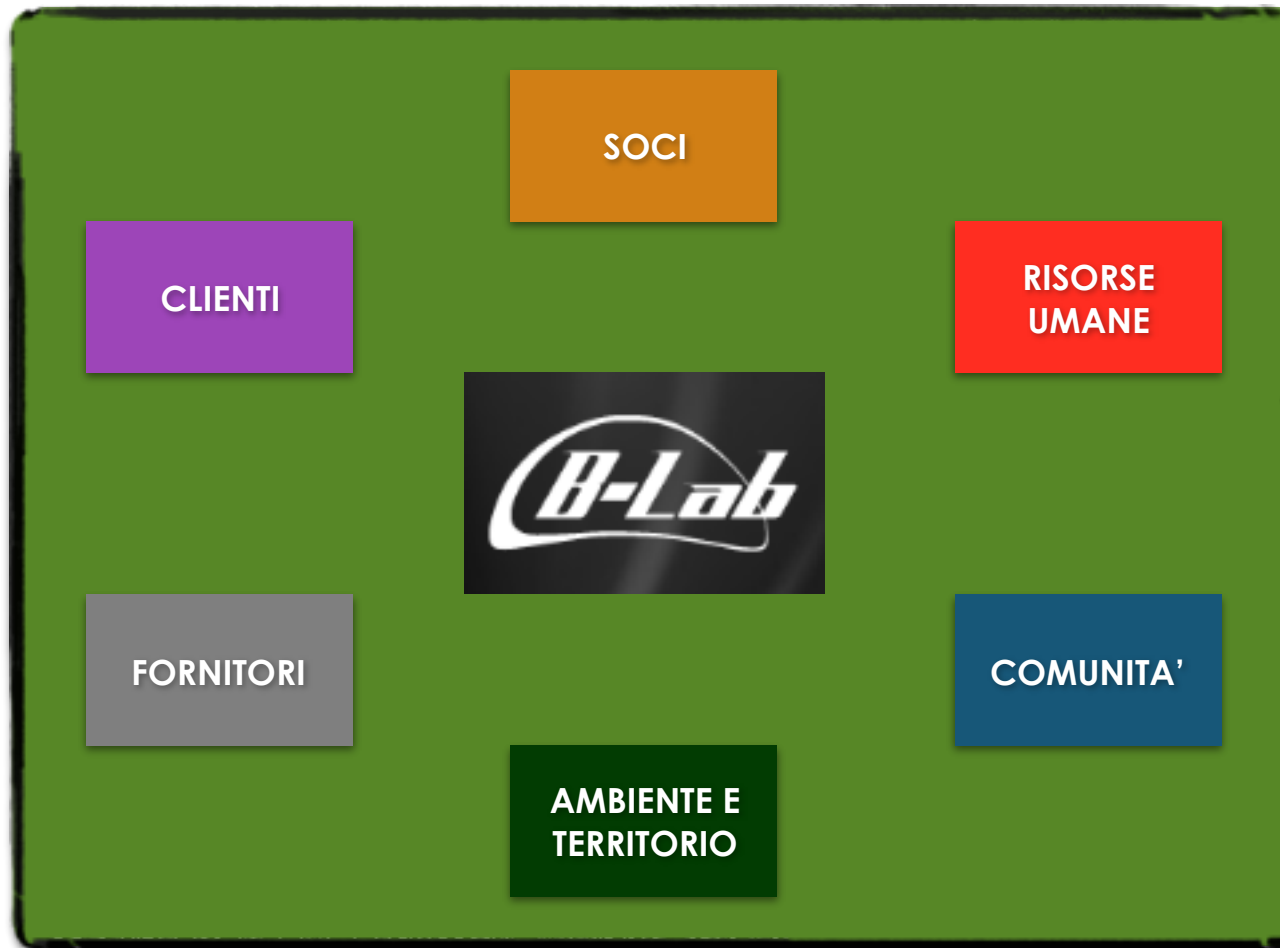 SOCI
CLIENTI
RISORSE
UMANE
B-Lab
FORNITORI
COMUNITA’
AMBIENTE E
TERRITORIO